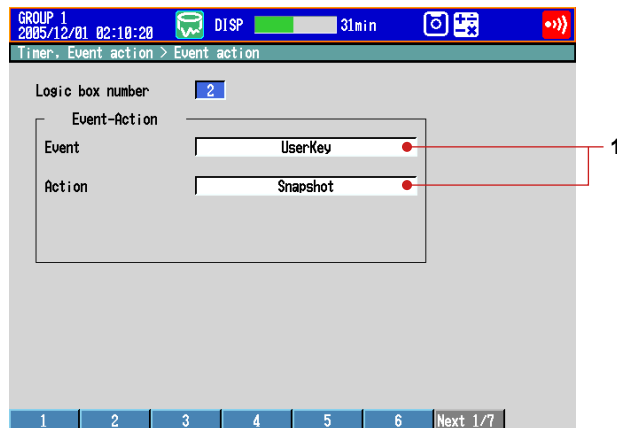 GROUP 1
2005/12/01 02:10:20
DISP
31min
Timer, Event action > Event action
Logic box number
2
Event-Action
Event
UserKey
1
Action
Snapshot
1 2 3 4 5 6 Next 1/7